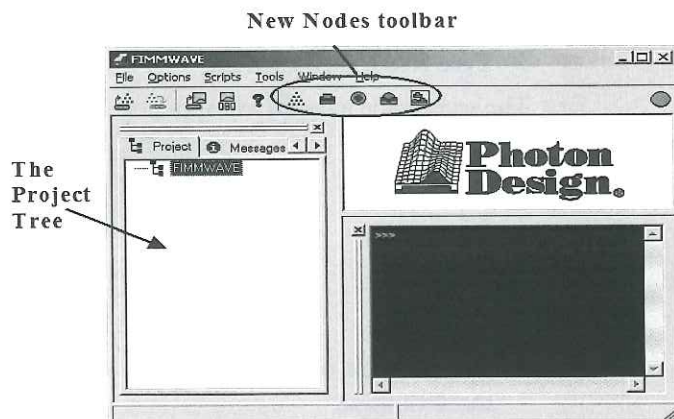 New Nodes toolbar
FIMMWAVE
File Options Scripts Tools Window Help
Project Messages
FIMMWAVE
The
Project
Tree
Photon
Design®
>>>